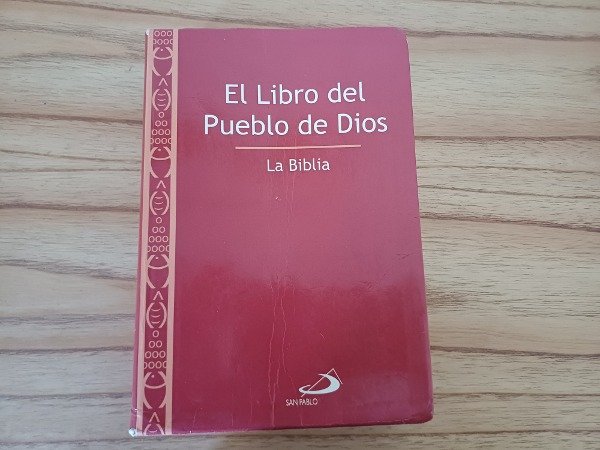 El Libro del
Pueblo de Dios
La Biblia
SAN PABLO